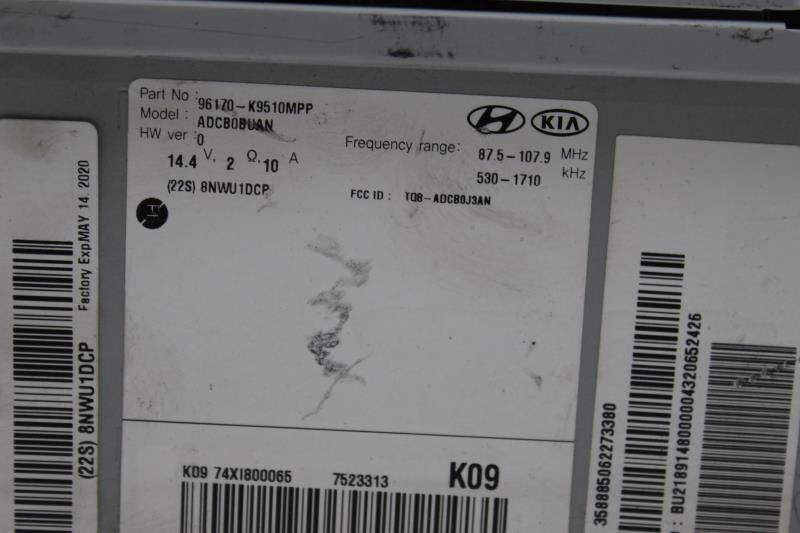 Part No : 96170-K9510MPP
Model : ADCB0BUAN
HW ver : 0
14.4 V, 2 Ω, 10 A
(22S) 8NWU1DCP
HYUNDAI KIA
Frequency range: 87.5-107.9 MHz
530-1710 kHz
FCC ID : TQ8-ADCB0J3AN
Factory Exp.MAY 14. 2020
(22S) 8NWU1DCP
K09 74XI800065 7523313 K09
358885062273380
: BU2189148000004320652426